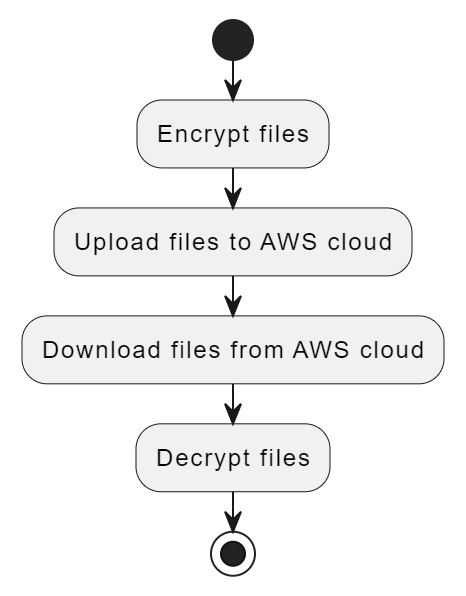 Encrypt files
Upload files to AWS cloud
Download files from AWS cloud
Decrypt files